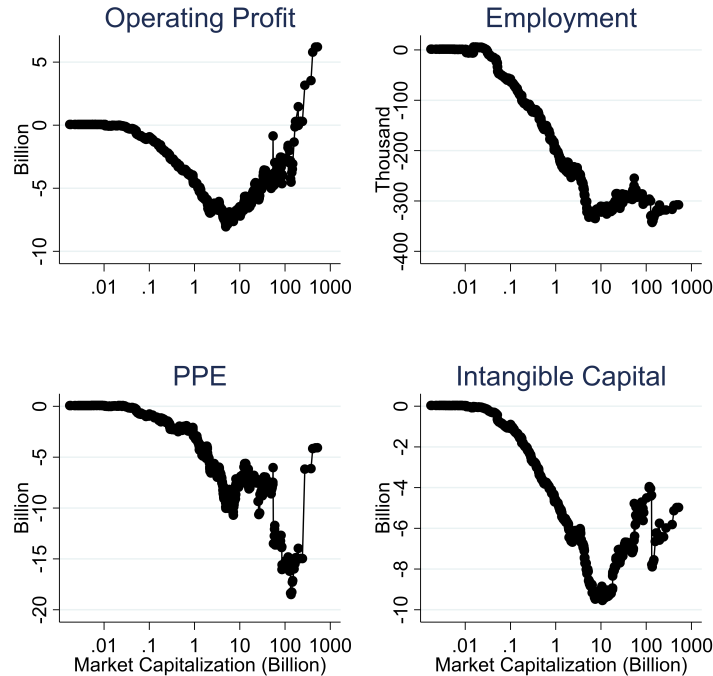 Operating Profit
Billion
5
0
-5
-10
.01 .1 1 10 100 1000
Employment
Thousand
0
-100
-200
-300
-400
.01 .1 1 10 100 1000
PPE
Billion
0
-5
-10
-15
-20
.01 .1 1 10 100 1000
Market Capitalization (Billion)
Intangible Capital
Billion
0
-2
-4
-6
-8
-10
.01 .1 1 10 100 1000
Market Capitalization (Billion)